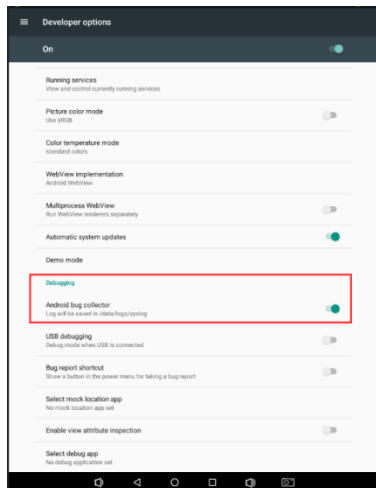 Developer options
On
Running services
View and control currently running services
Picture color mode
Use sRGB
Color temperature mode
standard colors
WebView implementation
Android WebView
Multiprocess WebView
Run WebView renderers separately
Automatic system updates
Demo mode
Debugging
Android bug collector
Log will be saved in /data/logs/syslog
USB debugging
Debug mode when USB is connected
Bug report shortcut
Show a button in the power menu for taking a bug report
Select mock location app
No mock location app set
Enable view attribute inspection
Select debug app
No debug application set